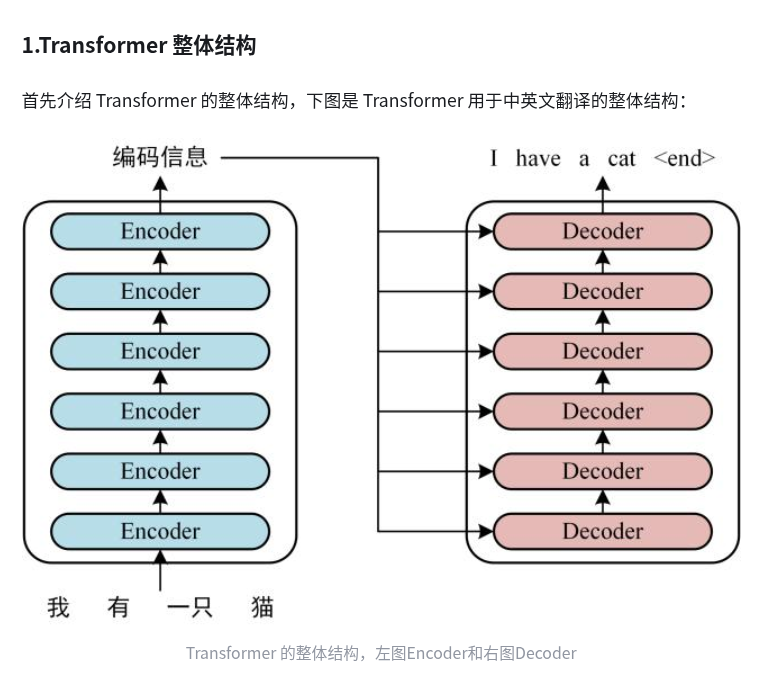 1.Transformer 整体结构
首先介绍 Transformer 的整体结构，下图是 Transformer 用于中英文翻译的整体结构：
编码信息
I have a cat <end>
Encoder
Decoder
Encoder
Decoder
Encoder
Decoder
Encoder
Decoder
Encoder
Decoder
Encoder
Decoder
我 有 一只 猫
Transformer 的整体结构，左图Encoder和右图Decoder